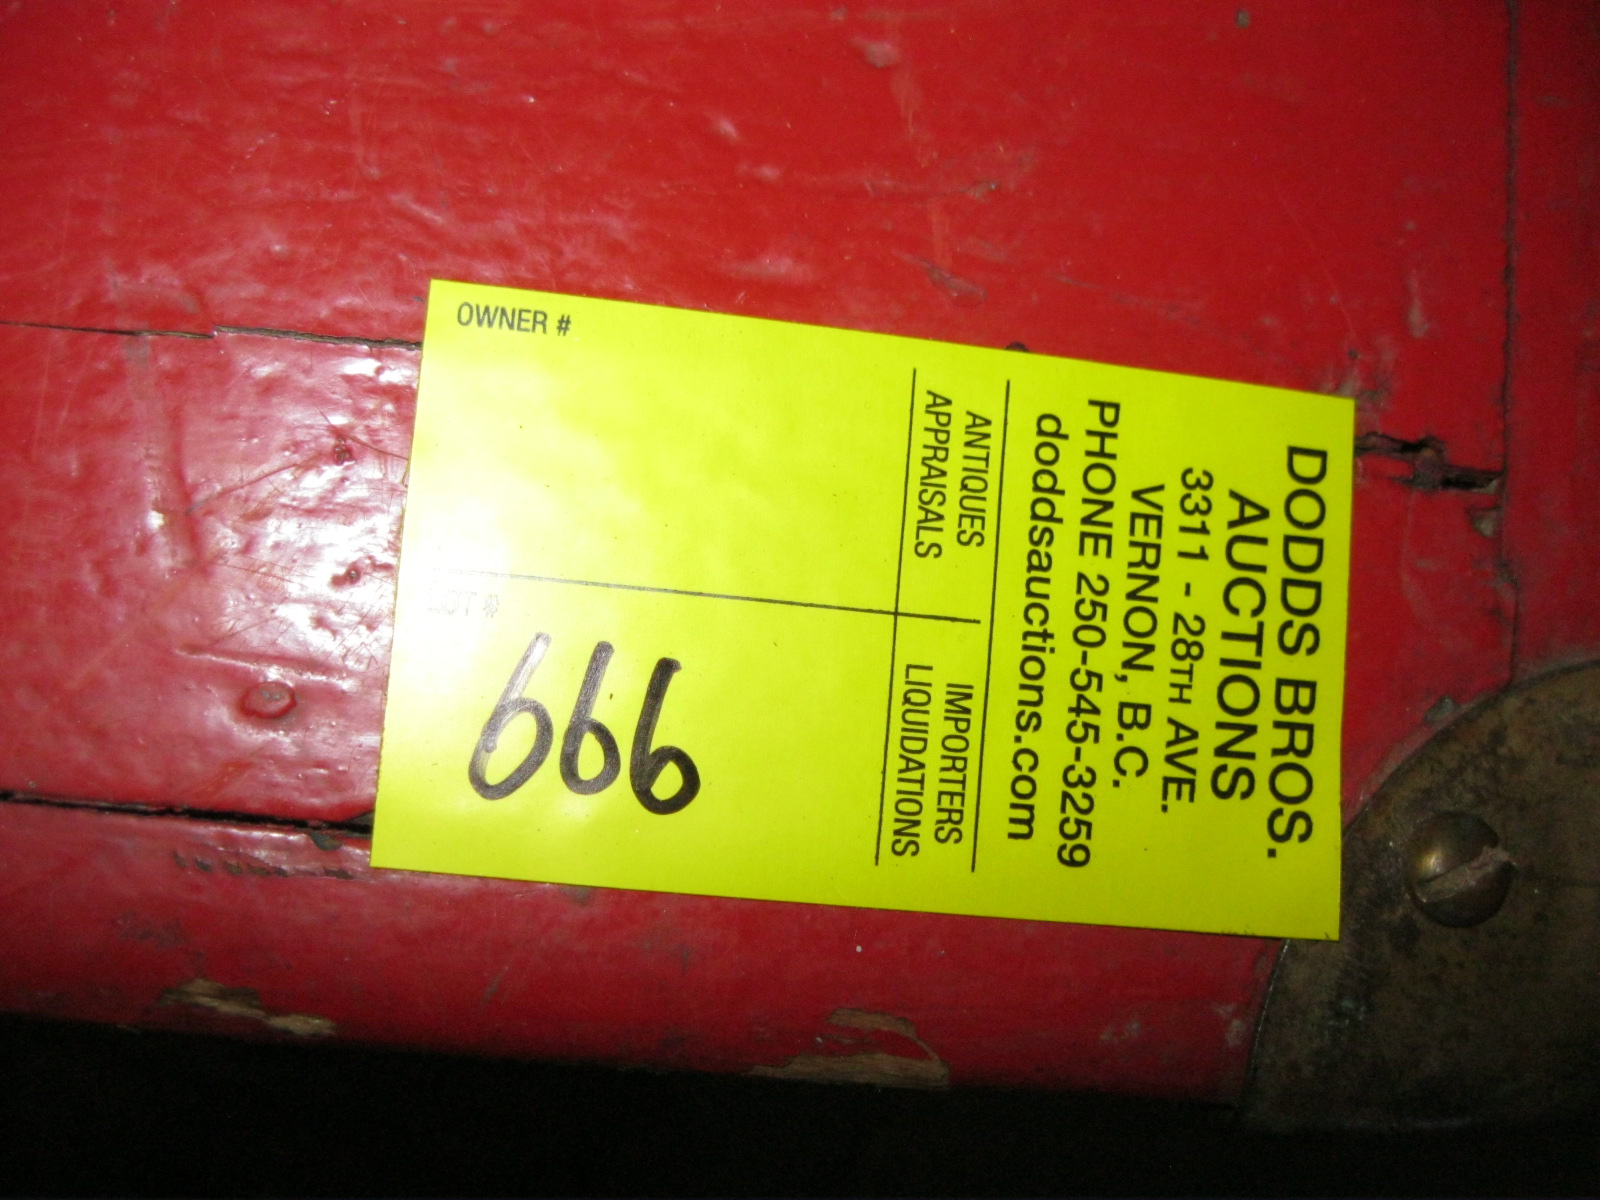 DODDS BROS.
AUCTIONS
3311 - 28TH AVE.
VERNON, B.C.
PHONE 250-545-3259
doddsauctions.com
ANTIQUES
APPRAISALS
IMPORTERS
LIQUIDATIONS
OWNER #
LOT #
666